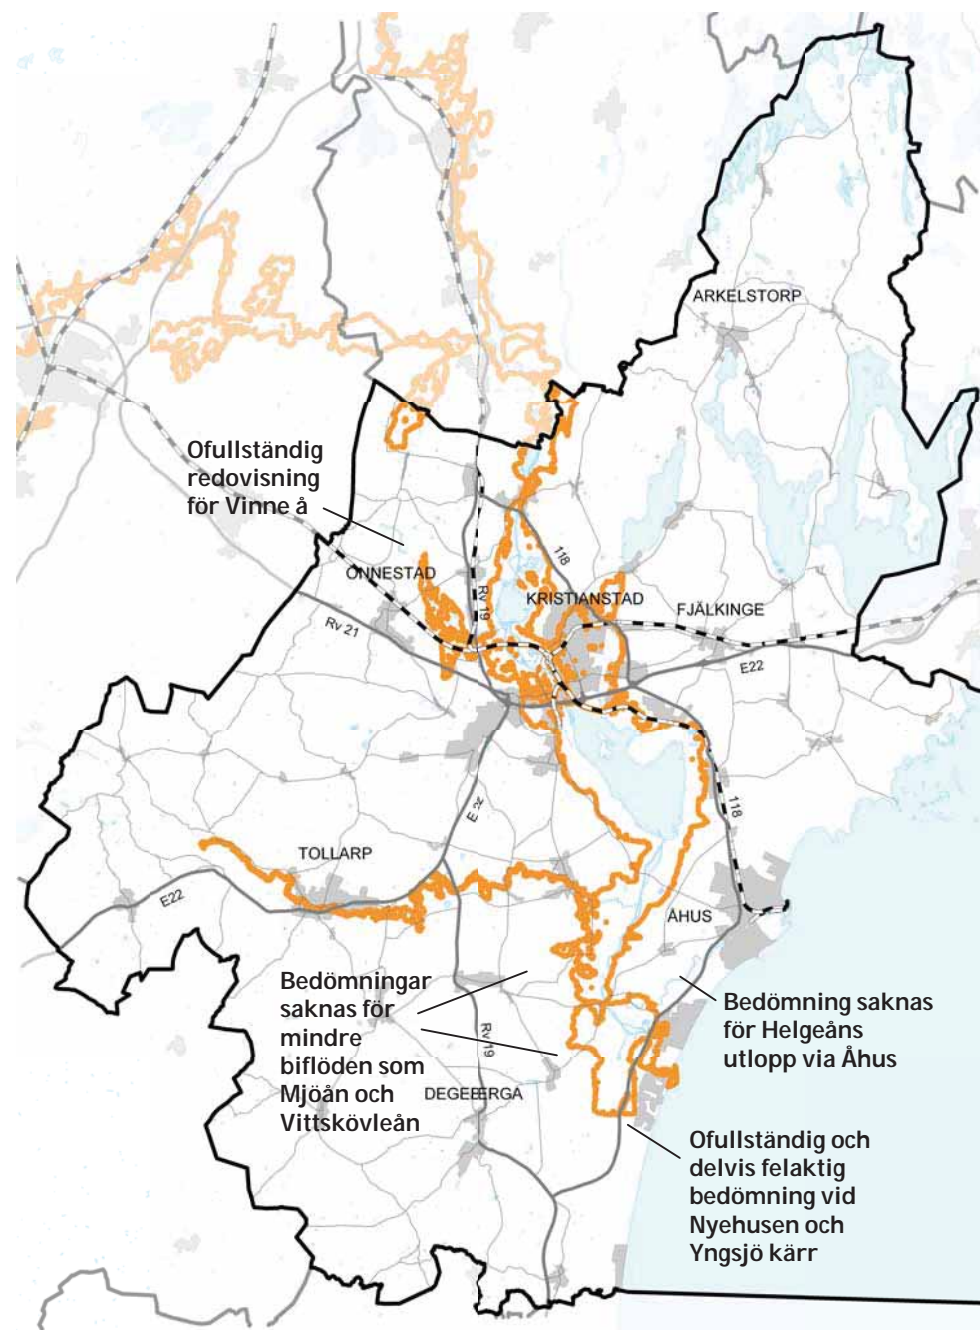 ARKELSTORP
Ofullständig
redovisning
för Vinne å
ÖNNESTAD
118
Rv 19
KRISTIANSTAD
FJÄLKINGE
Rv 21
E22
E 22
118
TOLLARP
E22
ÅHUS
Bedömningar
saknas för
mindre
biflöden som
Mjöån och
Vittskövleån
Bedömning saknas
för Helgeåns
utlopp via Åhus
Rv 19
DEGEBERGA
Ofullständig och
delvis felaktig
bedömning vid
Nyehusen och
Yngsjö kärr